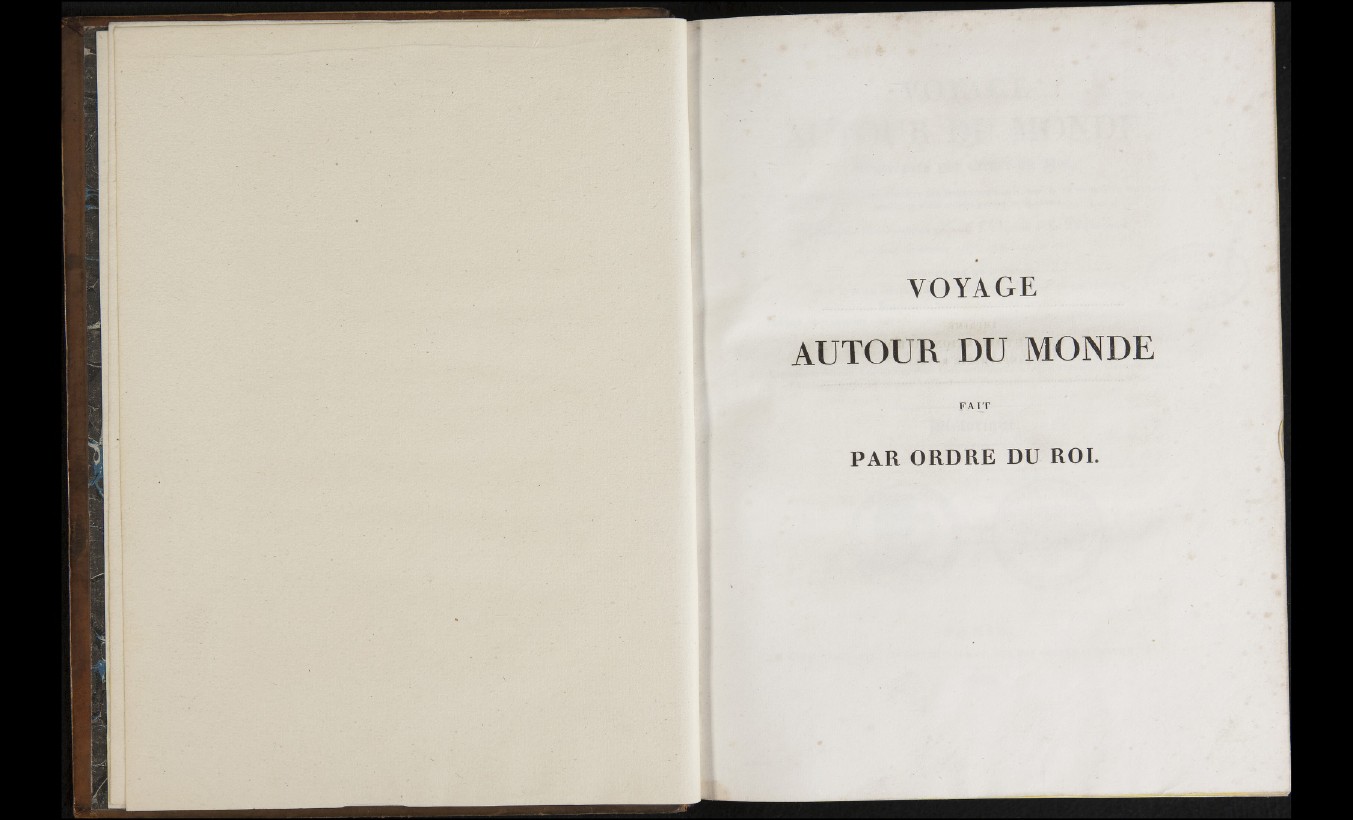 VOYAGE
AUTOUR DU MONDE
FAIT
PAR ORDRE DU ROI.